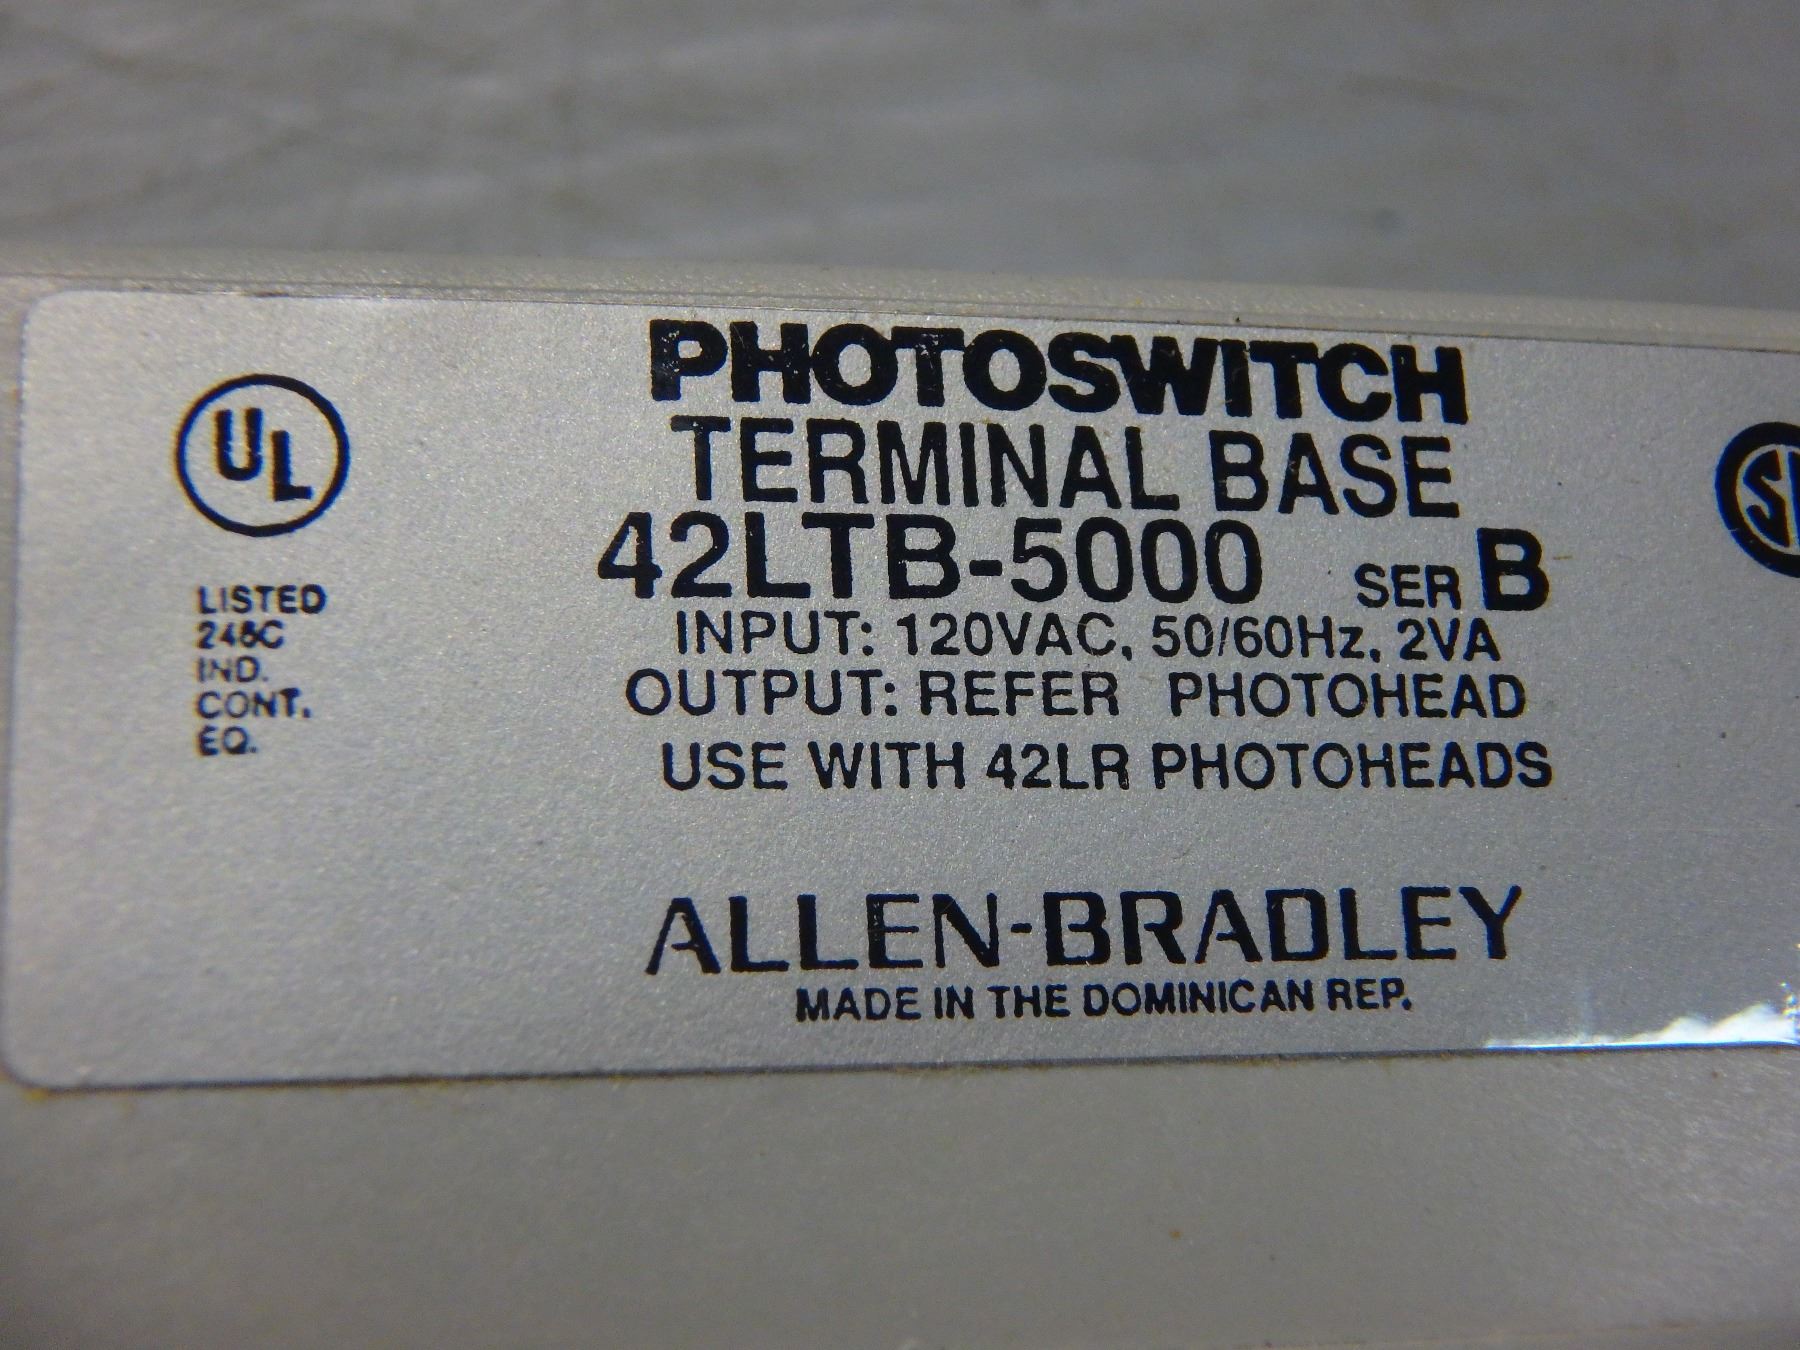 PHOTOSWITCH
TERMINAL BASE
42LTB-5000 SER B
INPUT: 120VAC, 50/60Hz, 2VA
OUTPUT: REFER PHOTOHEAD
USE WITH 42LR PHOTOHEADS
ALLEN-BRADLEY
MADE IN THE DOMINICAN REP.
UL
LISTED
248C
IND.
CONT.
EQ.